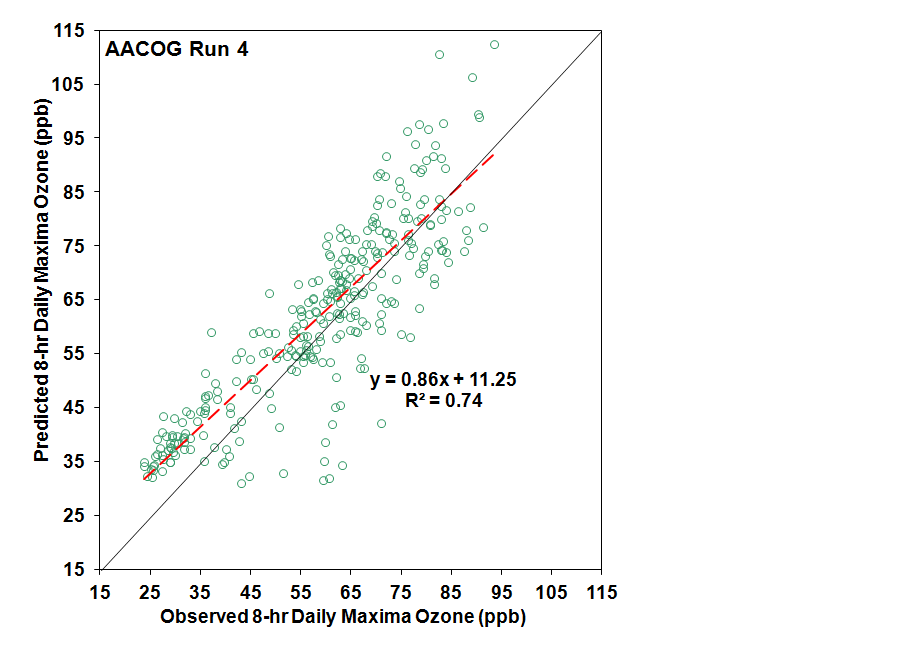 AACOG Run 4
115
105
95
85
75
65
55
45
35
25
15
Predicted 8-hr Daily Maxima Ozone (ppb)
y = 0.86x + 11.25
R² = 0.74
15 25 35 45 55 65 75 85 95 105 115
Observed 8-hr Daily Maxima Ozone (ppb)